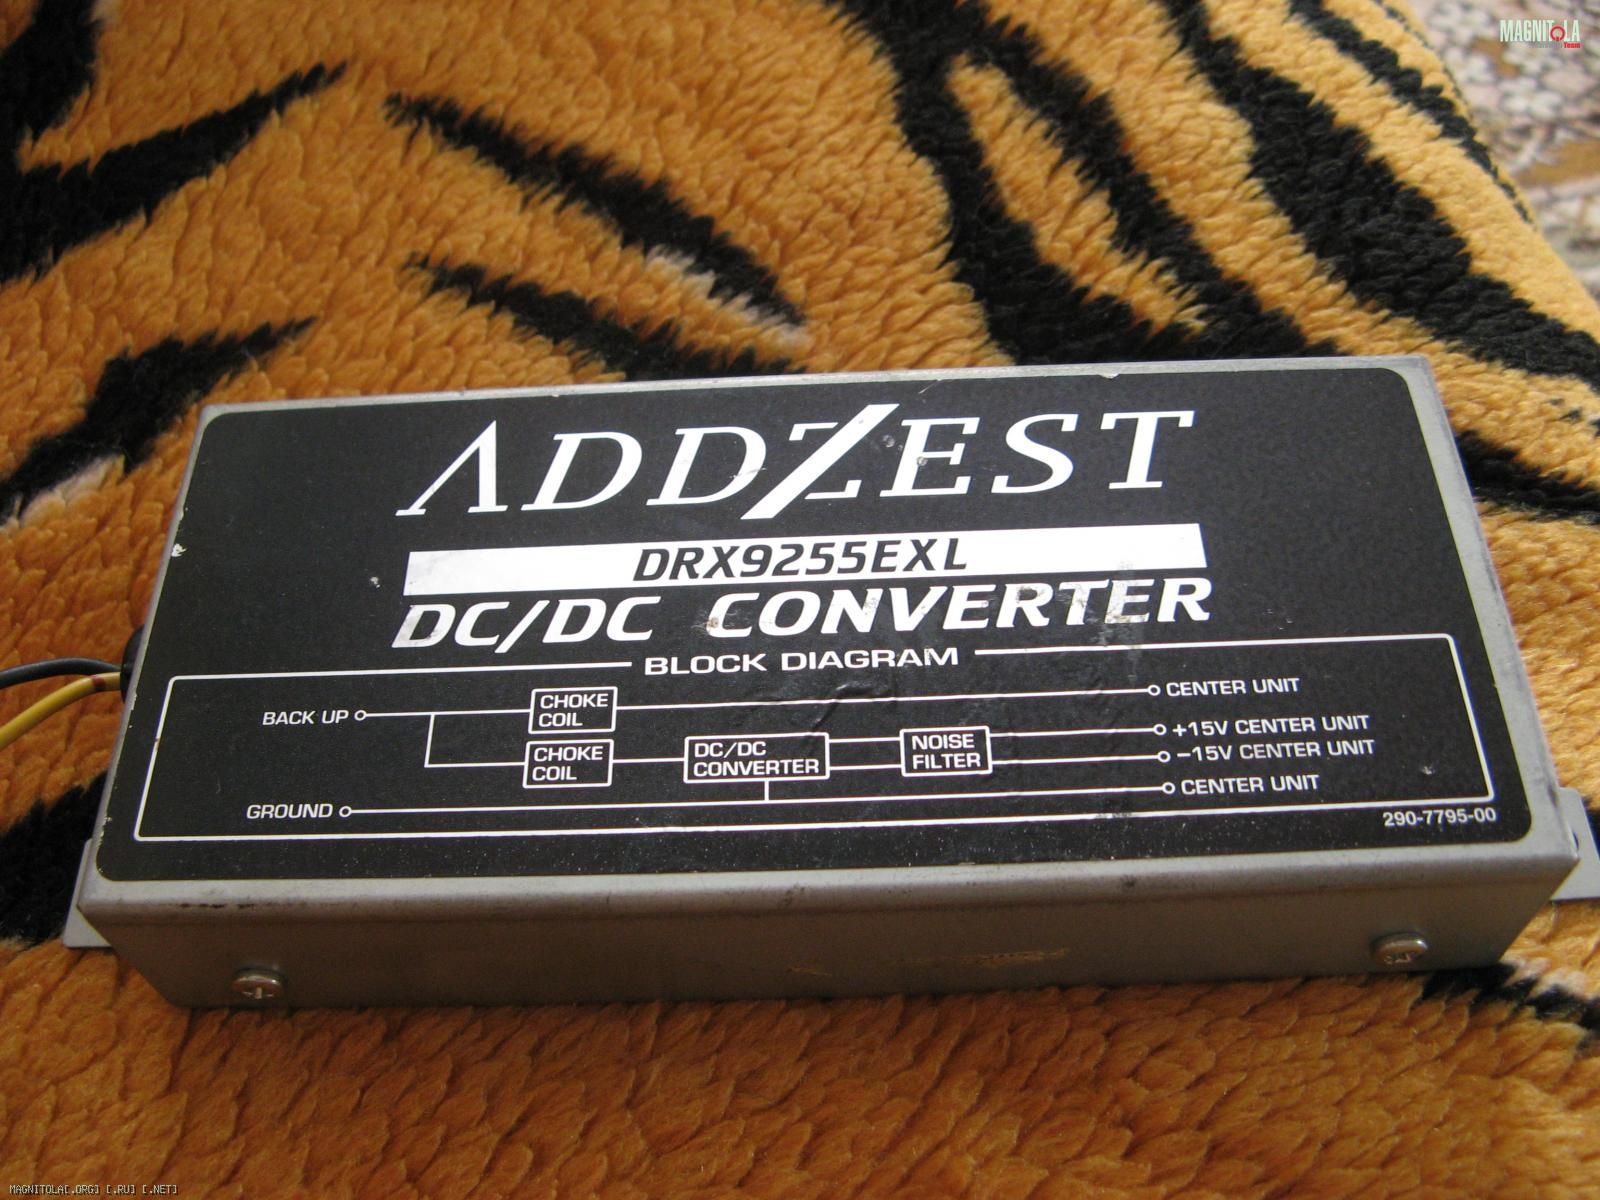 MAGNITOLA
Team
ADDZEST
DRX9255EXL
DC/DC CONVERTER
BLOCK DIAGRAM
BACK UP
CHOKE
COIL
CENTER UNIT
CHOKE
COIL
DC/DC
CONVERTER
NOISE
FILTER
+15V CENTER UNIT
-15V CENTER UNIT
GROUND
CENTER UNIT
290-7795-00
MAGNITOLA[.ORG] [.RU] [.NET]